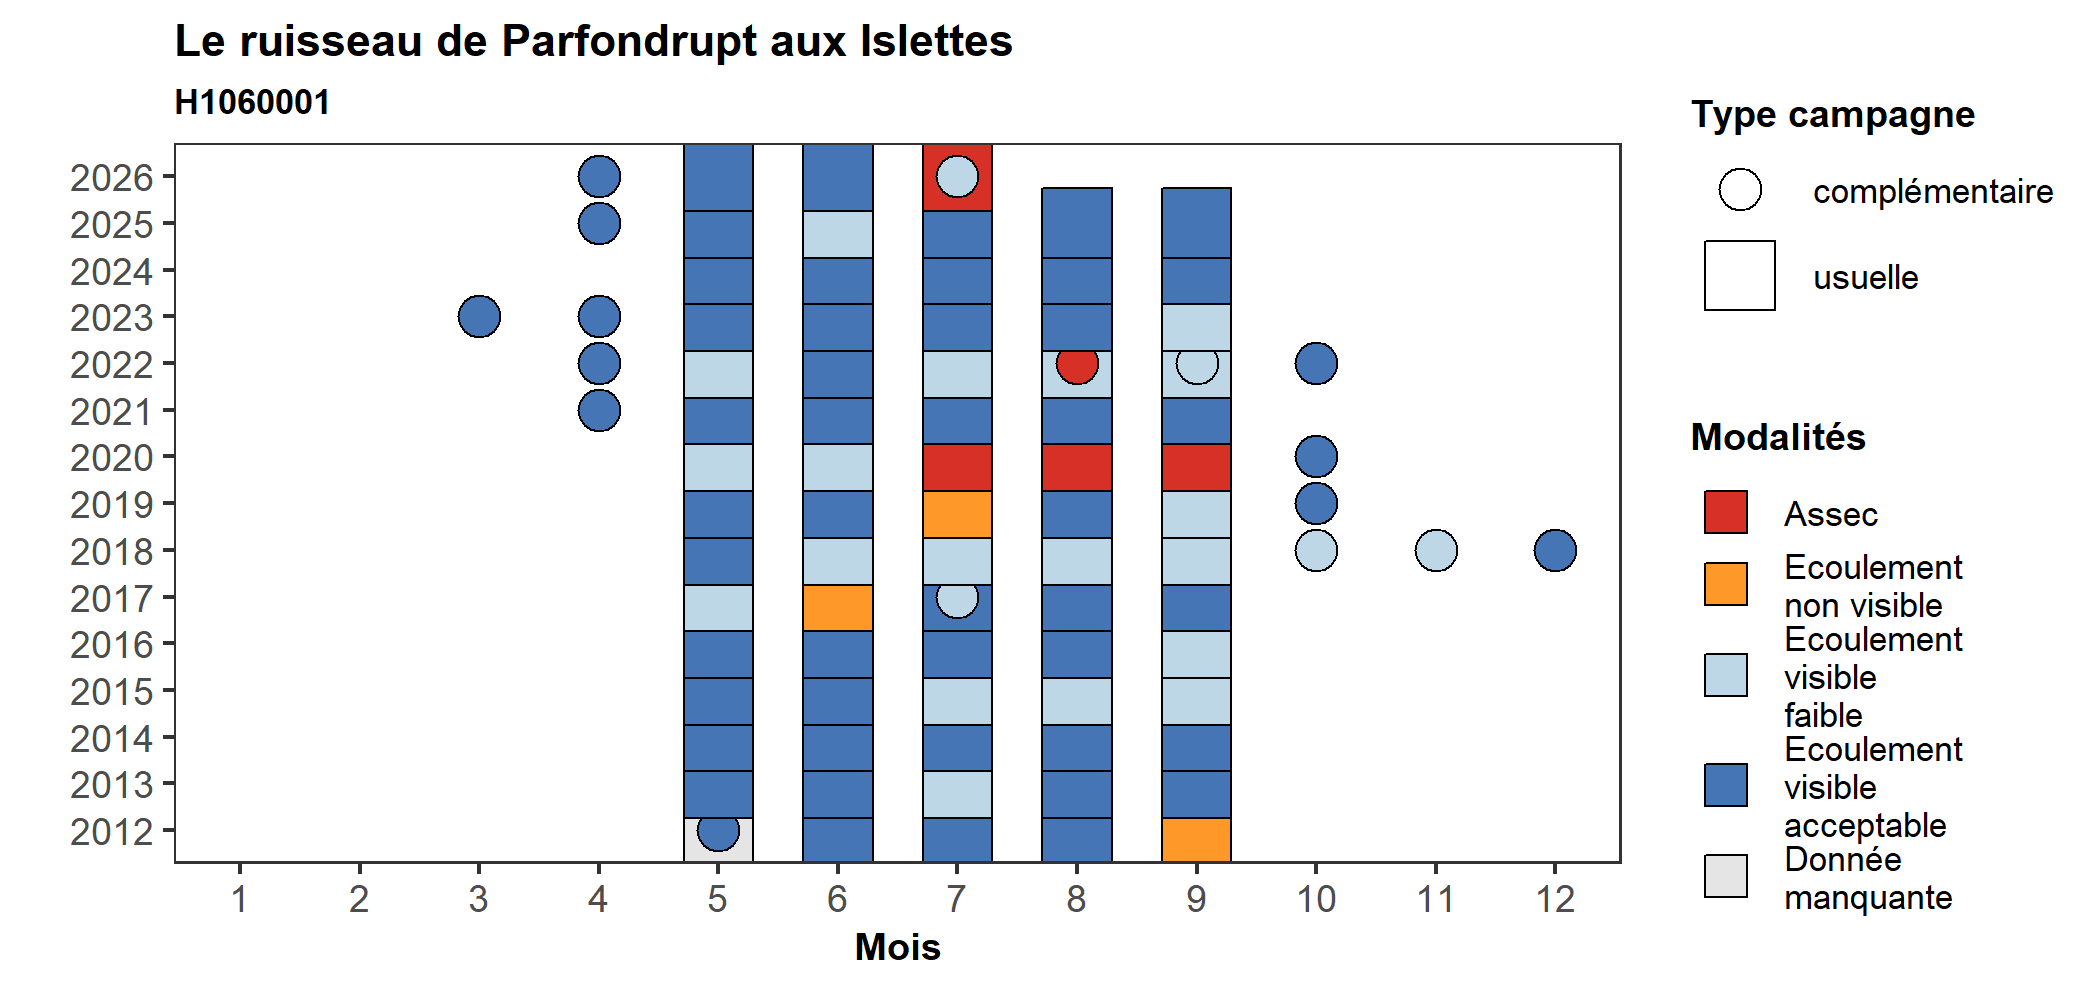 Le ruisseau de Parfondrupt aux Islettes
H1060001
2026
2025
2024
2023
2022
2021
2020
2019
2018
2017
2016
2015
2014
2013
2012
1 2 3 4 5 6 7 8 9 10 11 12
Mois
Type campagne
complémentaire
usuelle
Modalités
Assec
Ecoulement
non visible
Ecoulement
visible
faible
Ecoulement
visible
acceptable
Donnée
manquante